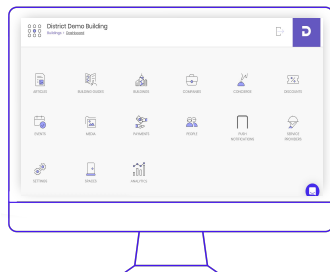 District Demo Building
Buildings > Dashboard
D
ARTICLES
BUILDING GUIDES
BUILDINGS
COMPANIES
CONCIERGE
DISCOUNTS
EVENTS
MEDIA
PAYMENTS
PEOPLE
PUSH
NOTIFICATIONS
SERVICE
PROVIDERS
SETTINGS
SPACES
ANALYTICS